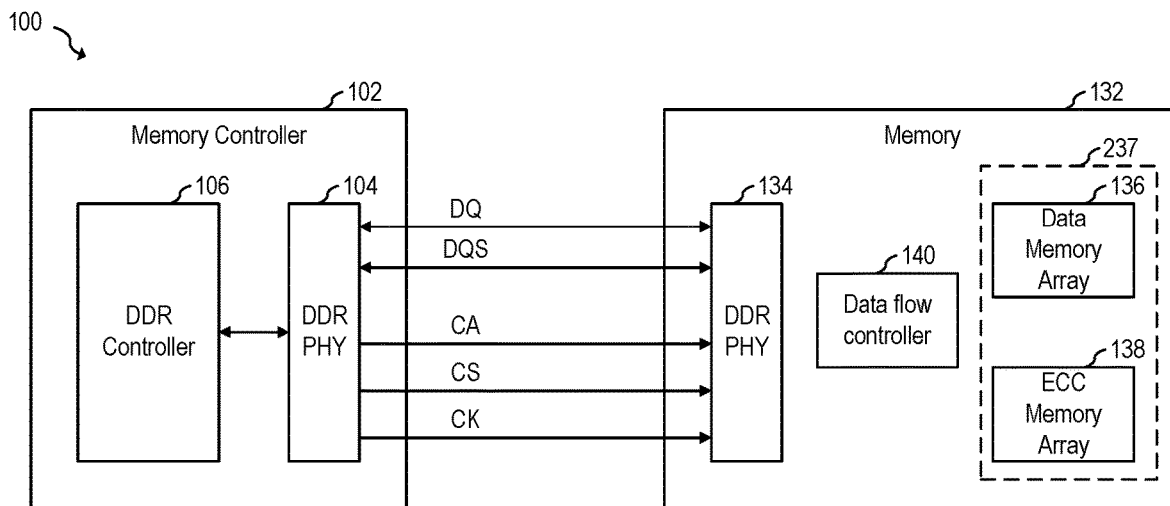 100
102
132
Memory Controller
Memory
237
106
104
134
136
DQ
DQS
Data
Memory
Array
140
DDR
Controller
DDR
PHY
CA
DDR
PHY
Data flow
controller
CS
138
CK
ECC
Memory
Array